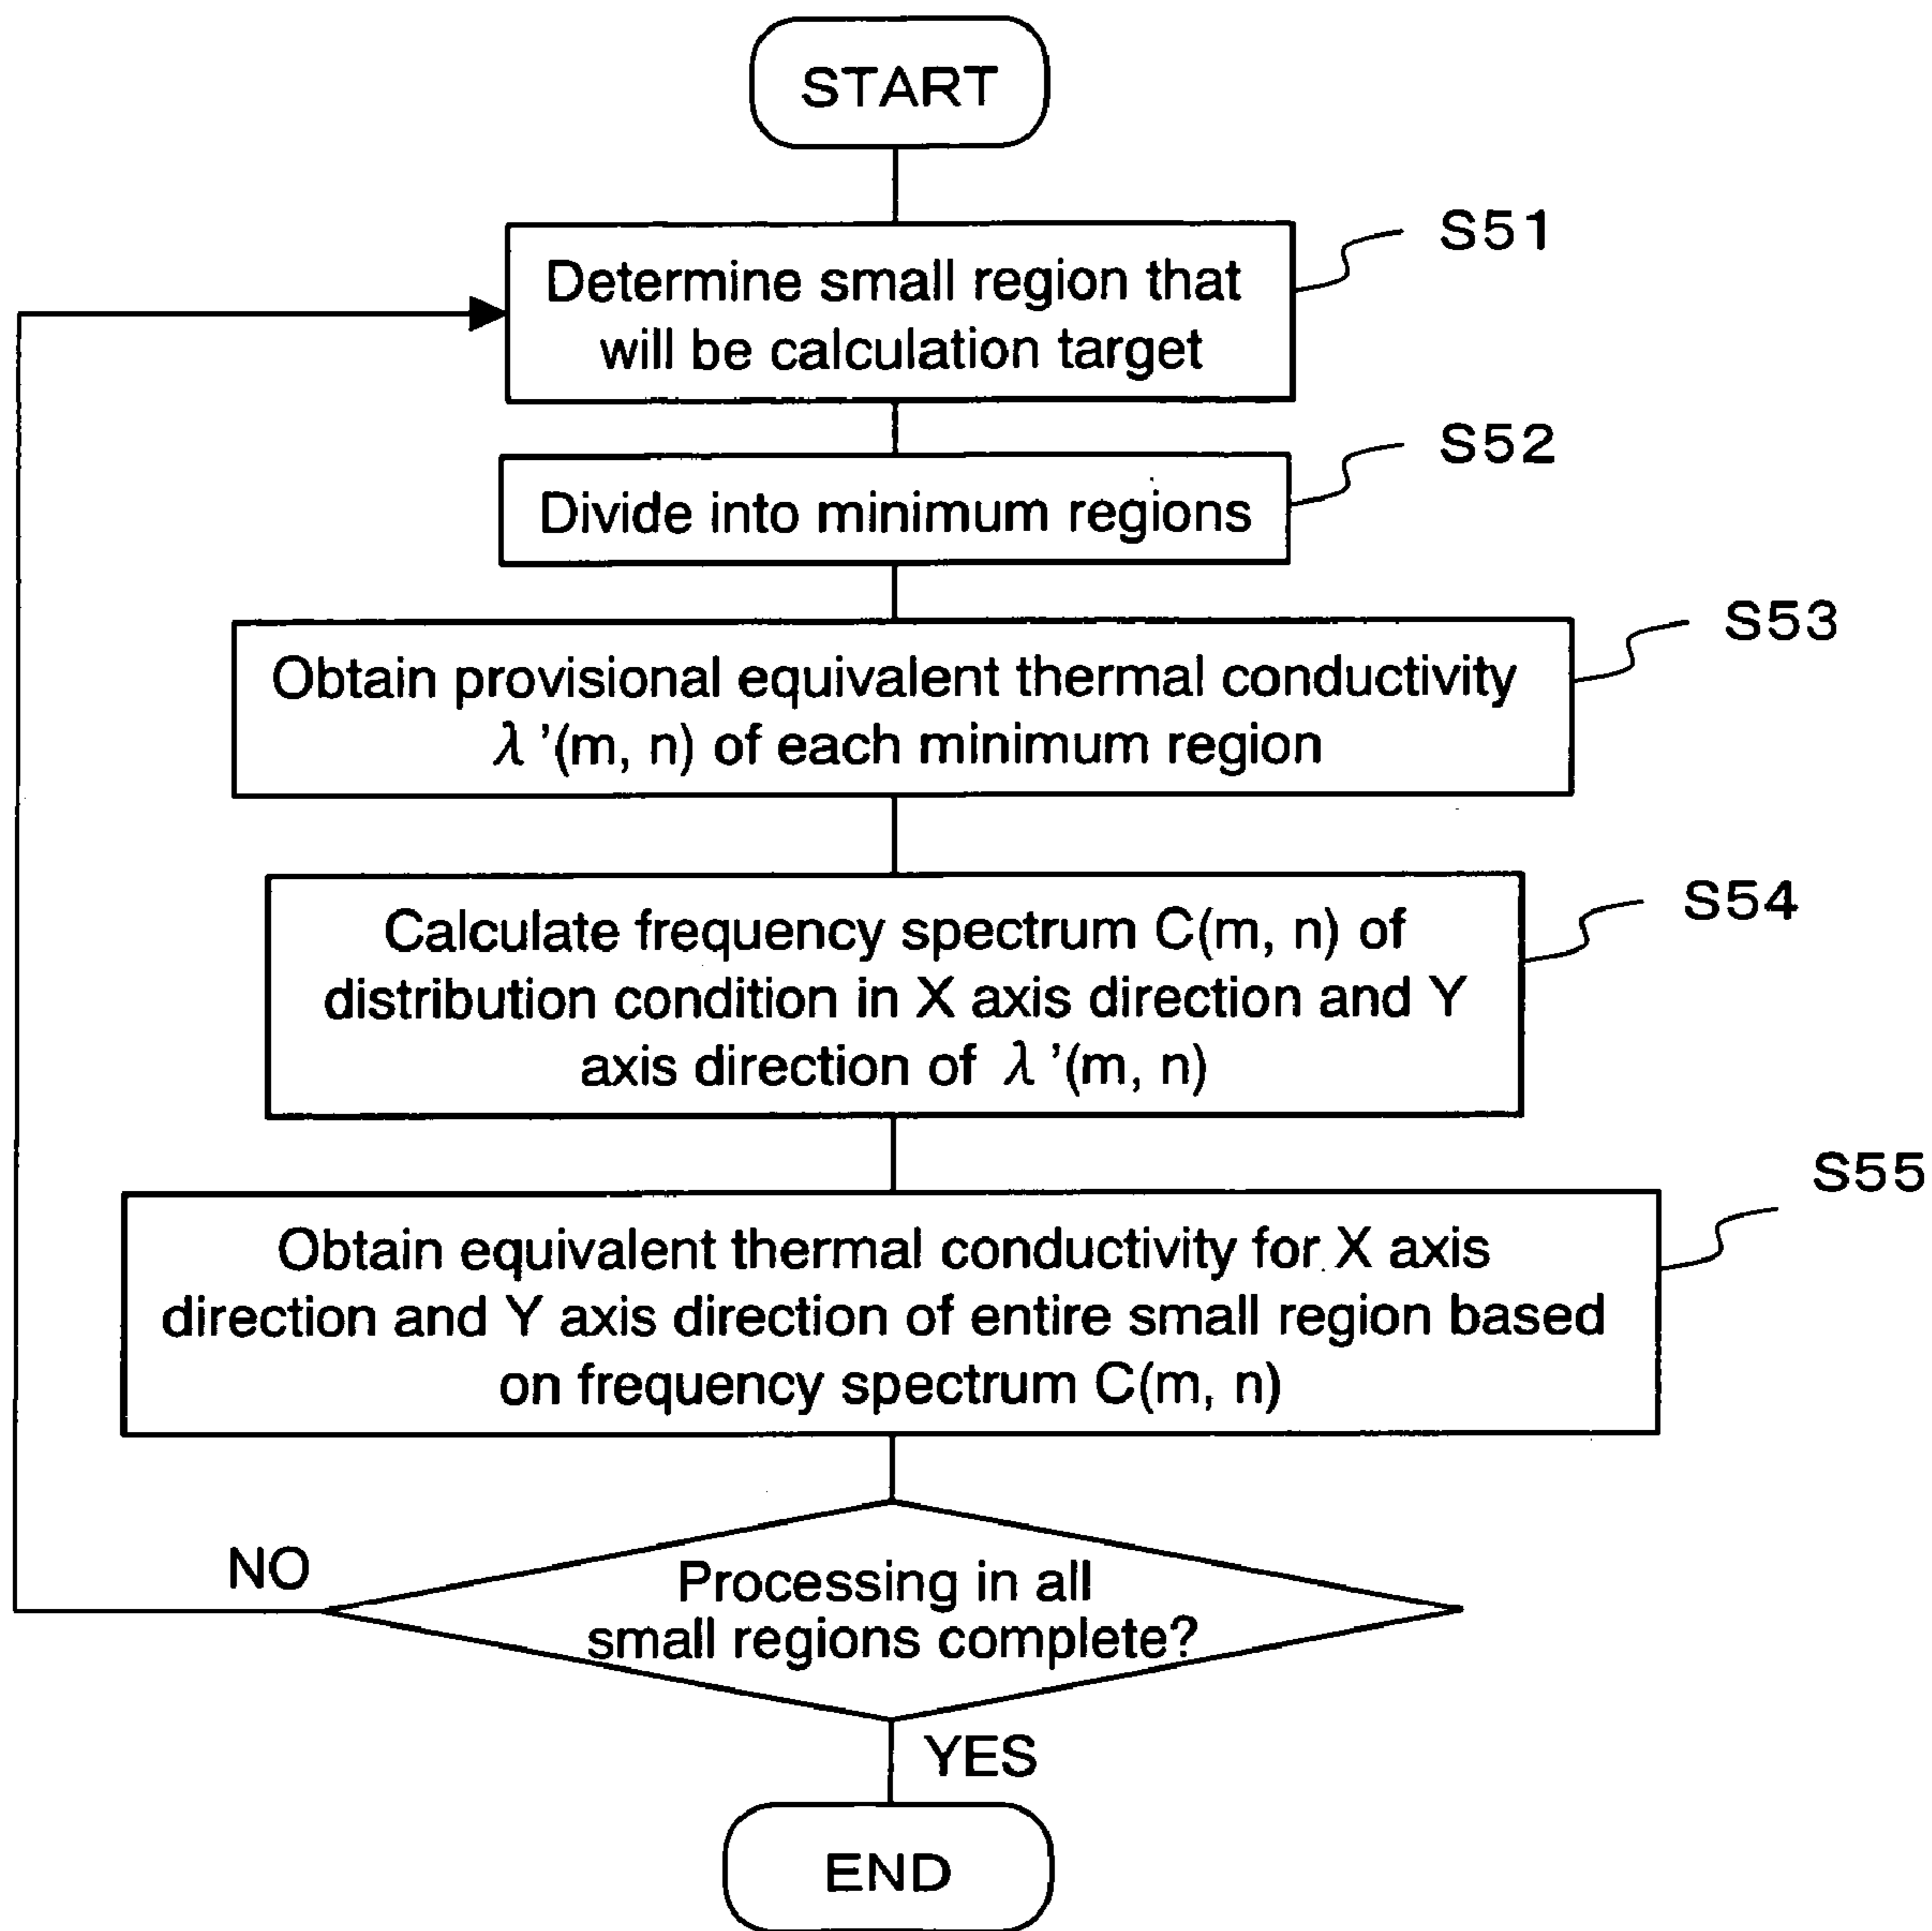 START
S51
Determine small region that
will be calculation target
S52
Divide into minimum regions
S53
Obtain provisional equivalent thermal conductivity
λ'(m, n) of each minimum region
S54
Calculate frequency spectrum C(m, n) of
distribution condition in X axis direction and Y
axis direction of λ'(m, n)
S55
Obtain equivalent thermal conductivity for X axis
direction and Y axis direction of entire small region based
on frequency spectrum C(m, n)
NO
Processing in all
small regions complete?
YES
END